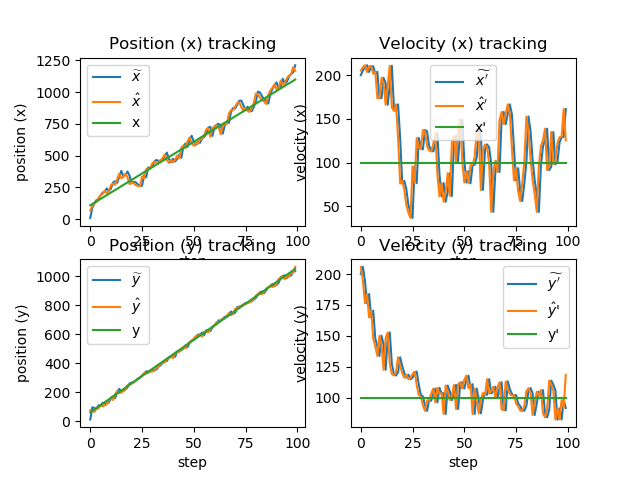 Position (x) tracking
Velocity (x) tracking
position (x)
1250
1000
750
500
250
0
x̃
x̂
x
0
25
50
75
100
step
velocity (x)
200
150
100
50
x̃'
x̂'
x'
0
25
50
75
100
step
Position (y) tracking
Velocity (y) tracking
position (y)
1000
800
600
400
200
0
ỹ
ŷ
y
0
25
50
75
100
step
velocity (y)
200
175
150
125
100
ỹ'
ŷ'
y'
0
25
50
75
100
step